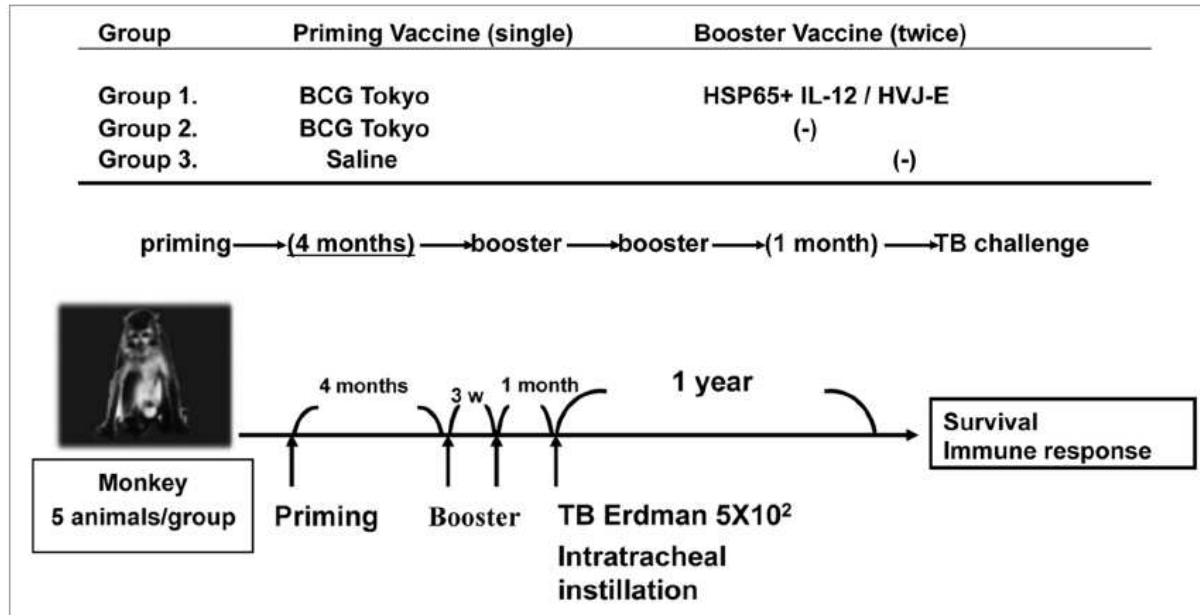 Group Priming Vaccine (single) Booster Vaccine (twice)
Group 1. BCG Tokyo HSP65+ IL-12 / HVJ-E
Group 2. BCG Tokyo (-)
Group 3. Saline (-)
priming (4 months) booster booster (1 month) TB challenge
4 months 3 w 1 month 1 year
Survival
Immune response
Monkey
5 animals/group
Priming Booster TB Erdman 5X10²
Intratracheal
instillation